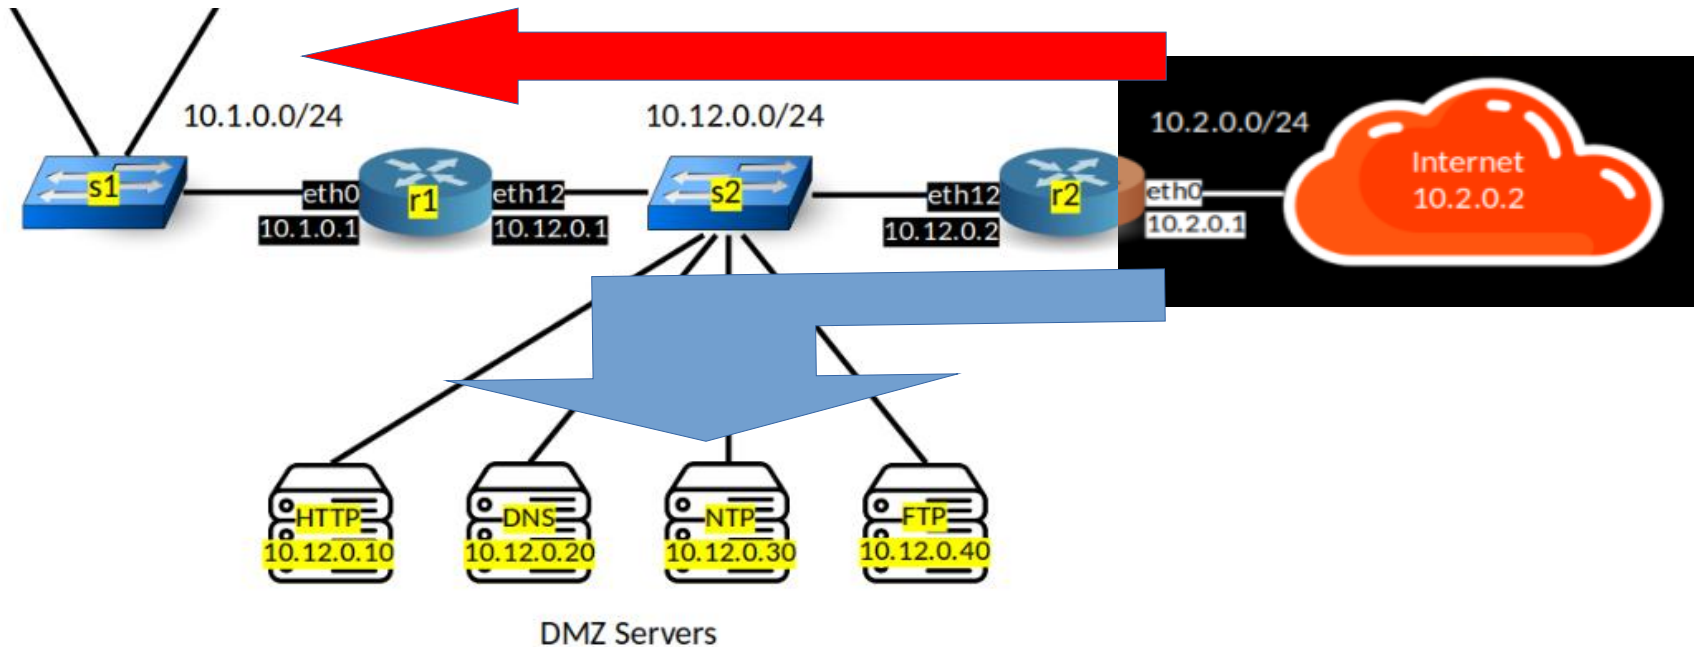 10.1.0.0/24
10.12.0.0/24
10.2.0.0/24
s1
eth0
10.1.0.1
r1
eth12
10.12.0.1
s2
eth12
10.12.0.2
r2
eth0
10.2.0.1
Internet
10.2.0.2
HTTP
10.12.0.10
DNS
10.12.0.20
NTP
10.12.0.30
FTP
10.12.0.40
DMZ Servers